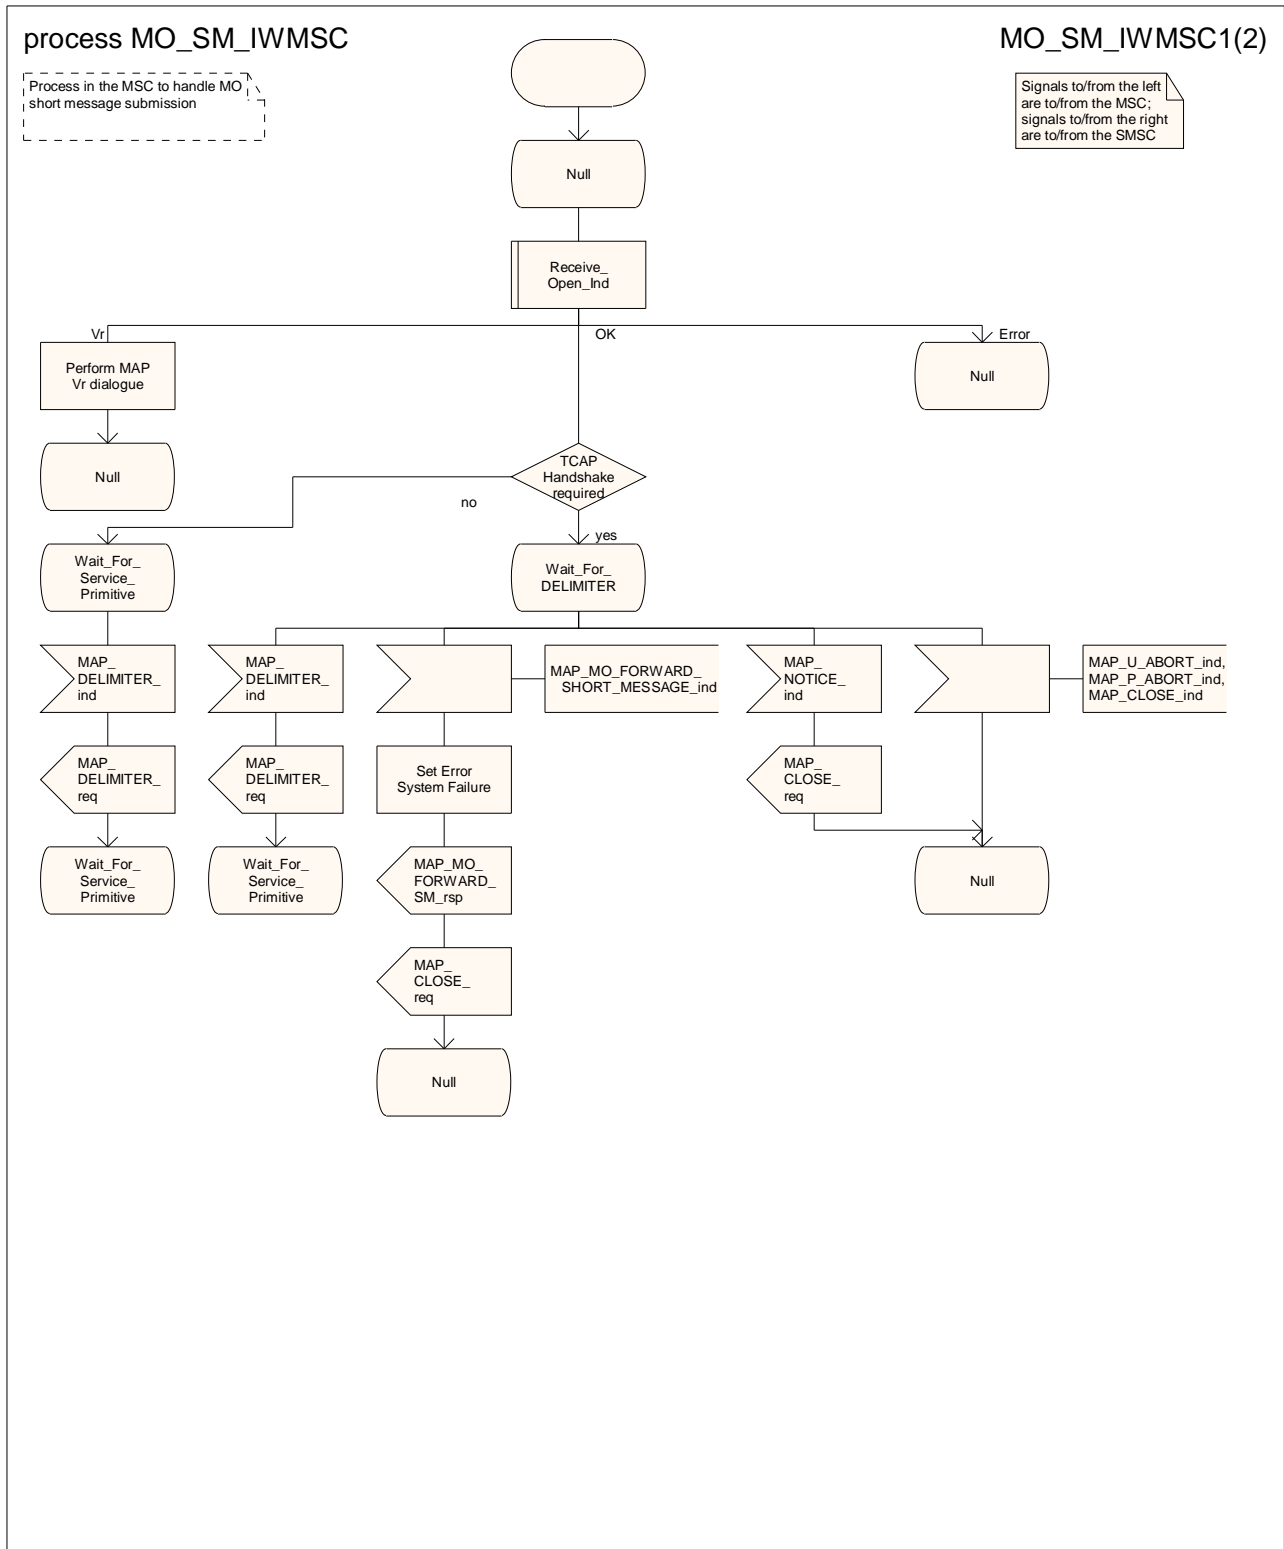 process MO_SM_IWMSC
MO_SM_IWMSC1(2)
Process in the MSC to handle MO
short message submission
Signals to/from the left
are to/from the MSC;
signals to/from the right
are to/from the SMSC
Null
Receive_
Open_Ind
Vr
OK
Error
Perform MAP
Vr dialogue
Null
Null
TCAP
Handshake
required
no
yes
Wait_For_
Service_
Primitive
Wait_For_
DELIMITER
MAP_
DELIMITER_
ind
MAP_
DELIMITER_
ind
MAP_MO_FORWARD_
SHORT_MESSAGE_ind
MAP_
NOTICE_
ind
MAP_U_ABORT_ind,
MAP_P_ABORT_ind,
MAP_CLOSE_ind
MAP_
DELIMITER_
req
MAP_
DELIMITER_
req
Set Error
System Failure
MAP_
CLOSE_
req
Wait_For_
Service_
Primitive
Wait_For_
Service_
Primitive
MAP_MO_
FORWARD_
SM_rsp
Null
MAP_
CLOSE_
req
Null